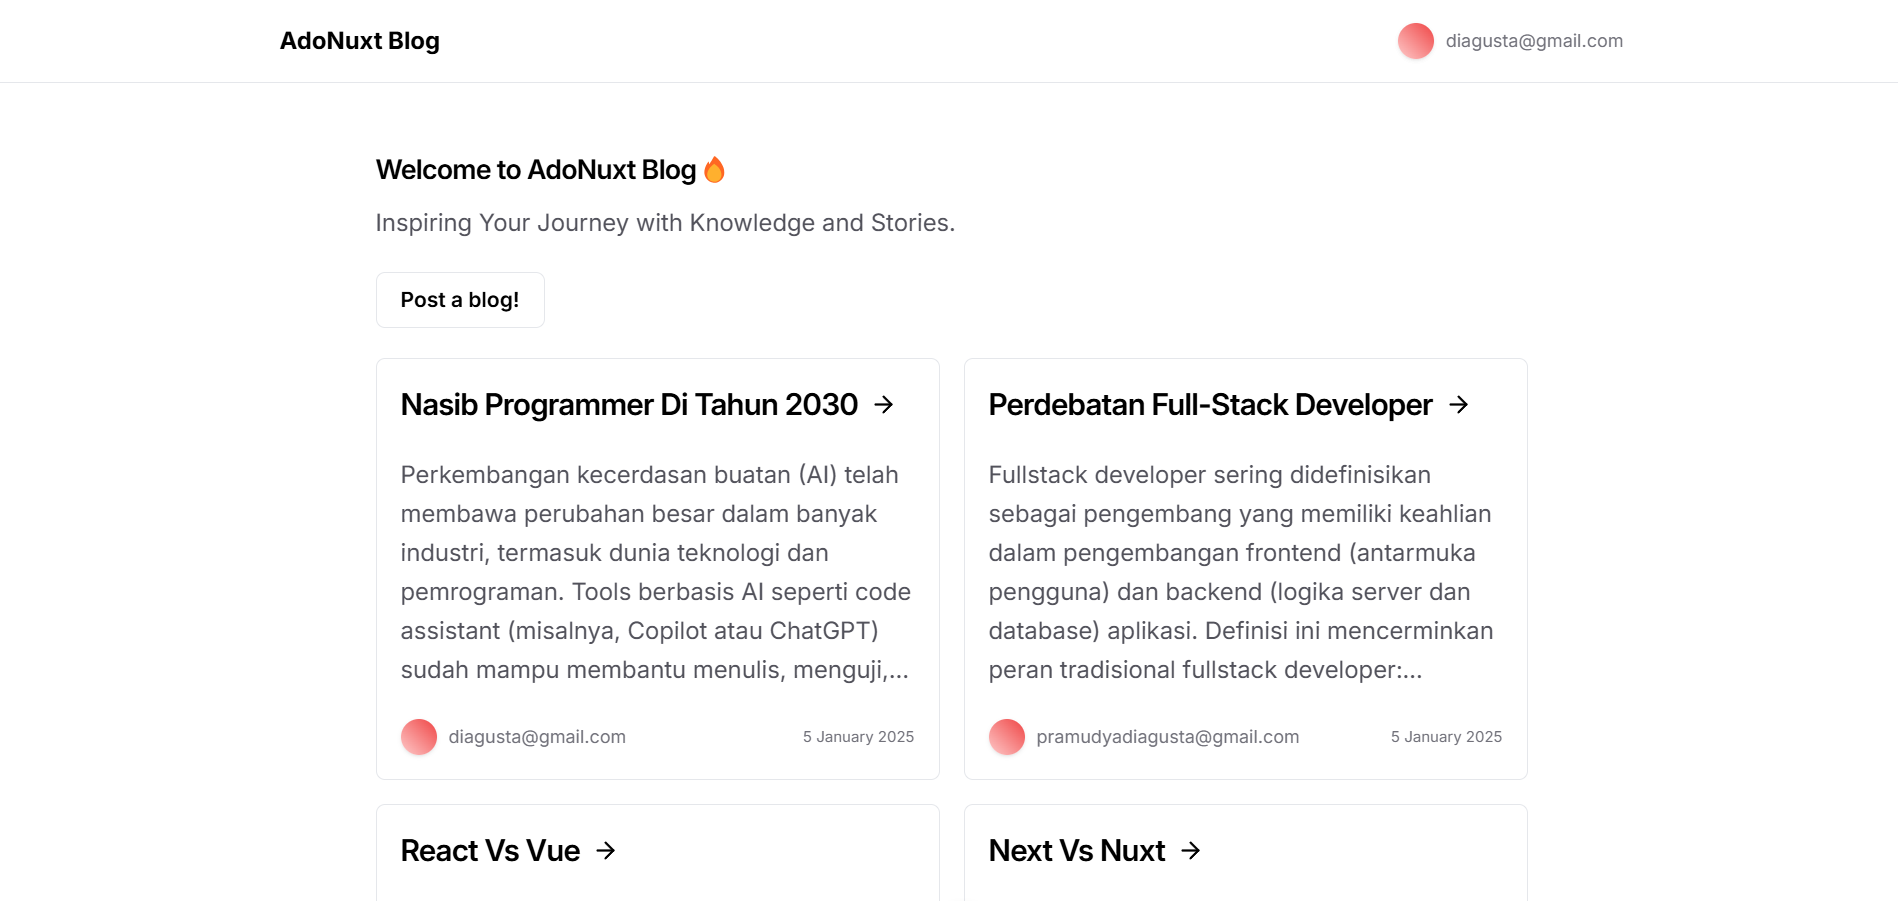 AdoNuxt Blog
diagusta@gmail.com
Welcome to AdoNuxt Blog 🔥
Inspiring Your Journey with Knowledge and Stories.
Post a blog!
Nasib Programmer Di Tahun 2030 →
Perkembangan kecerdasan buatan (AI) telah
membawa perubahan besar dalam banyak
industri, termasuk dunia teknologi dan
pemrograman. Tools berbasis AI seperti code
assistant (misalnya, Copilot atau ChatGPT)
sudah mampu membantu menulis, menguji,...
diagusta@gmail.com
5 January 2025
Perdebatan Full-Stack Developer →
Fullstack developer sering didefinisikan
sebagai pengembang yang memiliki keahlian
dalam pengembangan frontend (antarmuka
pengguna) dan backend (logika server dan
database) aplikasi. Definisi ini mencerminkan
peran tradisional fullstack developer:...
pramudyadiagusta@gmail.com
5 January 2025
React Vs Vue →
Next Vs Nuxt →